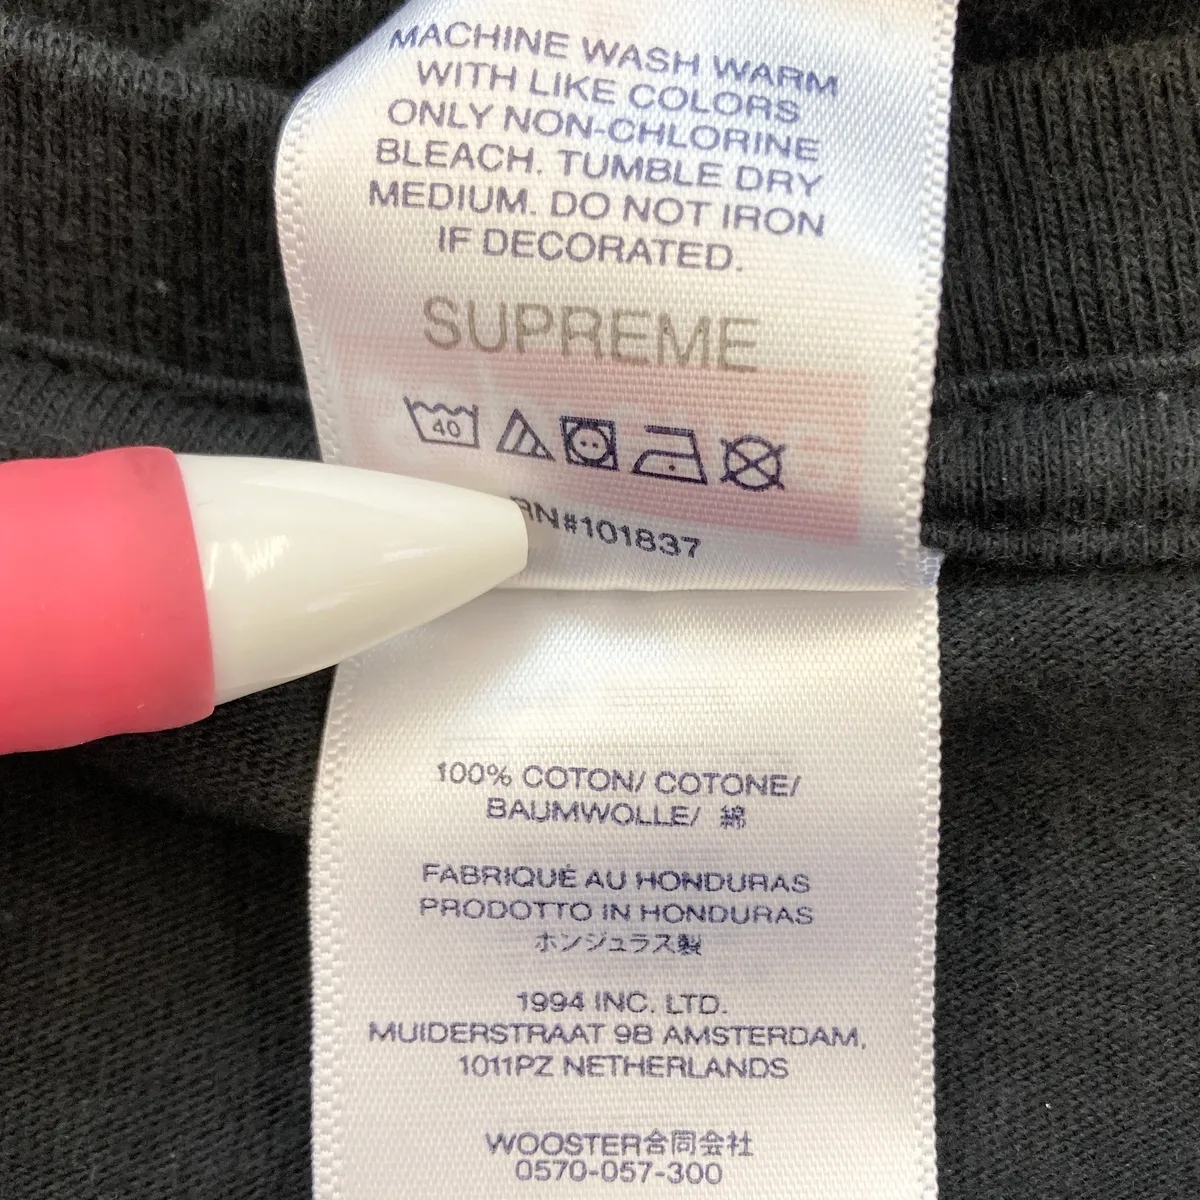 MACHINE WASH WARM
WITH LIKE COLORS
ONLY NON-CHLORINE
BLEACH. TUMBLE DRY
MEDIUM. DO NOT IRON
IF DECORATED.
SUPREME
40
RN#101837
100% COTON/ COTONE/
BAUMWOLLE/ 綿
FABRIQUÉ AU HONDURAS
PRODOTTO IN HONDURAS
ホンジュラス製
1994 INC. LTD.
MUIDERSTRAAT 9B AMSTERDAM,
1011PZ NETHERLANDS
WOOSTER合同会社
0570-057-300